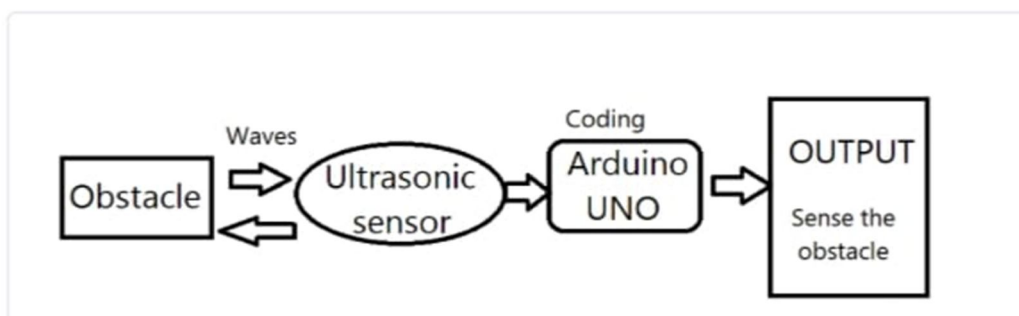 Waves
Obstacle
Ultrasonic
sensor
Coding
Arduino
UNO
OUTPUT
Sense the
obstacle